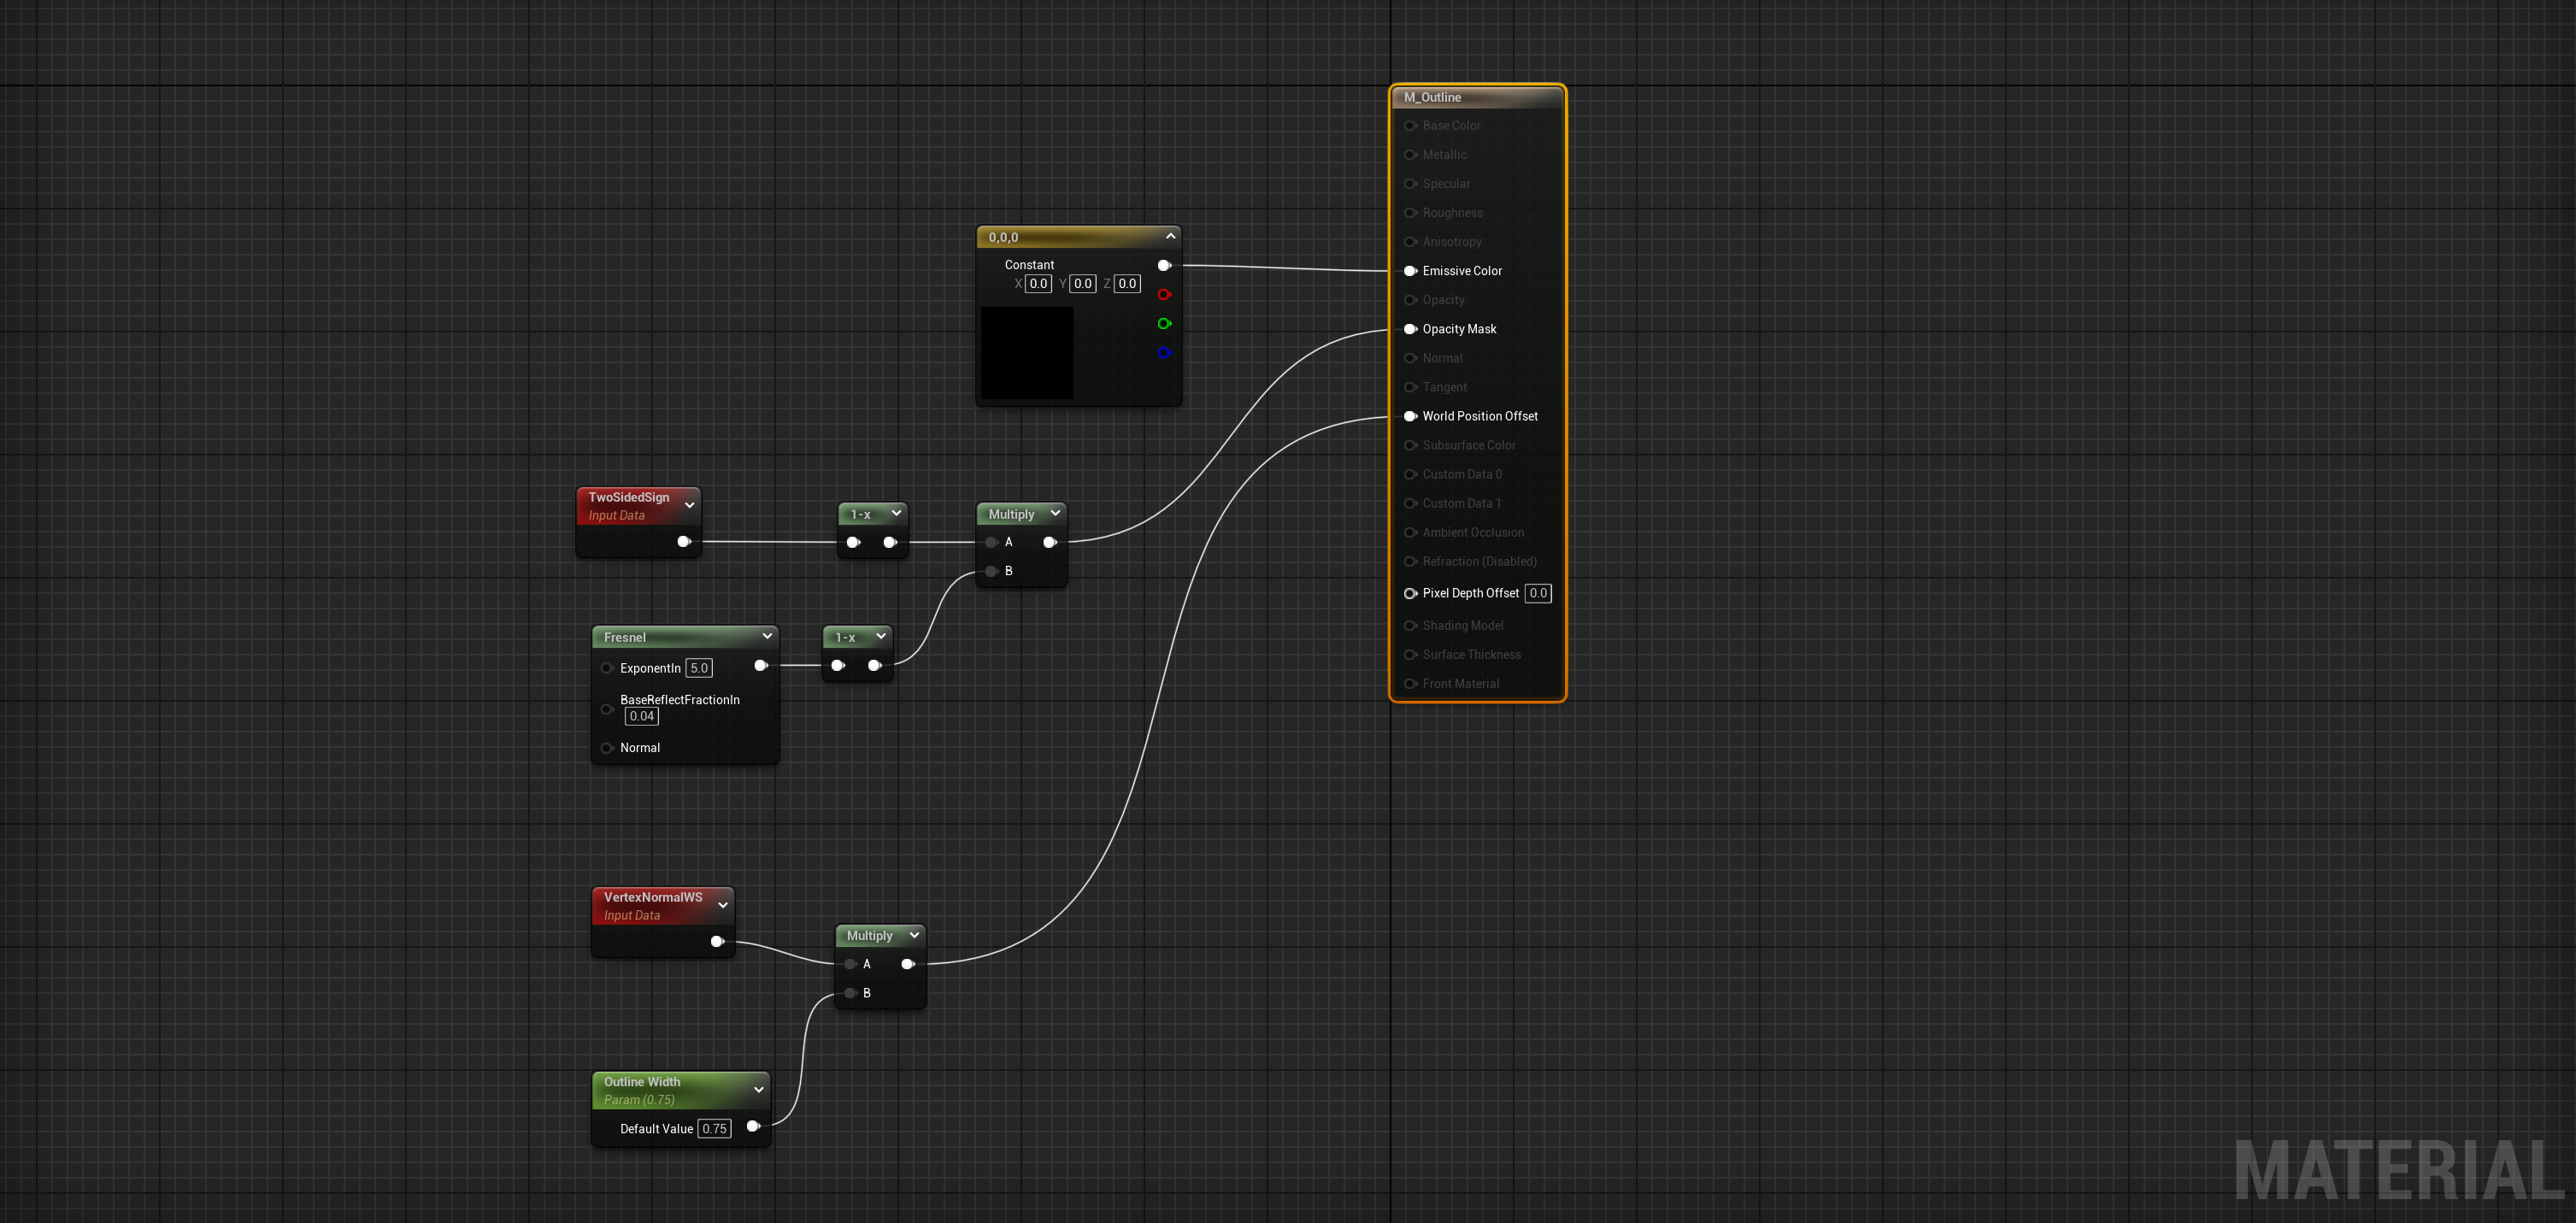 M_Outline
Base Color
Metallic
Specular
Roughness
Anisotropy
Emissive Color
Opacity
Opacity Mask
Normal
Tangent
World Position Offset
Subsurface Color
Custom Data 0
Custom Data 1
Ambient Occlusion
Refraction (Disabled)
Pixel Depth Offset 0.0
Shading Model
Surface Thickness
Front Material
0,0,0
Constant
X 0.0 Y 0.0 Z 0.0
TwoSidedSign
Input Data
1-x
Multiply
A
B
Fresnel
ExponentIn 5.0
BaseReflectFractionIn
0.04
Normal
1-x
VertexNormalWS
Input Data
Multiply
A
B
Outline Width
Param (0.75)
Default Value 0.75
MATERIAL